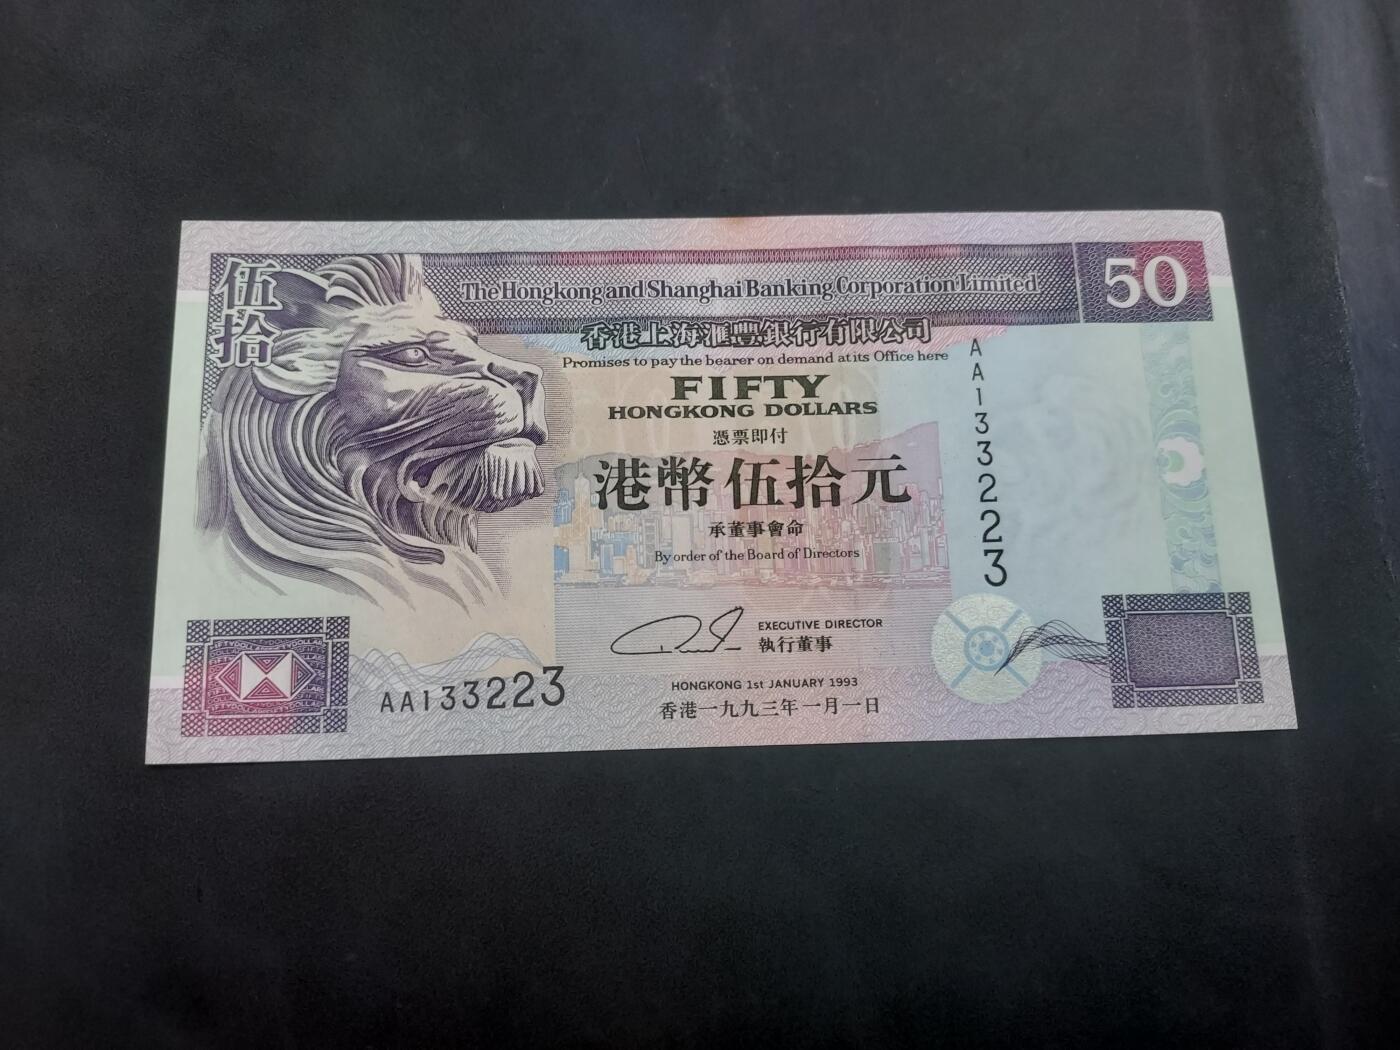 伍拾
The Hongkong and Shanghai Banking Corporation Limited
50
香港上海滙豐銀行有限公司
Promises to pay the bearer on demand at its Office here
FIFTY
HONGKONG DOLLARS
憑票即付
港幣伍拾元
承董事會命
By order of the Board of Directors
AA133223
EXECUTIVE DIRECTOR
執行董事
AA133223
HONGKONG 1st JANUARY 1993
香港一九九三年一月一日